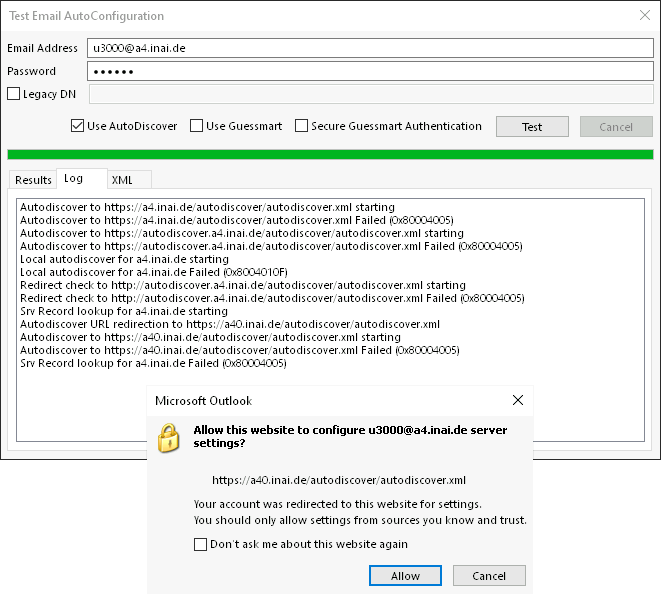 Test Email AutoConfiguration
Email Address u3000@a4.inai.de
Password ••••••
Legacy DN
Use AutoDiscover Use Guessmart Secure Guessmart Authentication Test Cancel
Results Log XML
Autodiscover to https://a4.inai.de/autodiscover/autodiscover.xml starting
Autodiscover to https://a4.inai.de/autodiscover/autodiscover.xml Failed (0x80004005)
Autodiscover to https://autodiscover.a4.inai.de/autodiscover/autodiscover.xml starting
Autodiscover to https://autodiscover.a4.inai.de/autodiscover/autodiscover.xml Failed (0x80004005)
Local autodiscover for a4.inai.de starting
Local autodiscover for a4.inai.de Failed (0x8004010F)
Redirect check to http://autodiscover.a4.inai.de/autodiscover/autodiscover.xml starting
Redirect check to http://autodiscover.a4.inai.de/autodiscover/autodiscover.xml Failed (0x80004005)
Srv Record lookup for a4.inai.de starting
Autodiscover URL redirection to https://a40.inai.de/autodiscover/autodiscover.xml
Autodiscover to https://a40.inai.de/autodiscover/autodiscover.xml starting
Autodiscover to https://a40.inai.de/autodiscover/autodiscover.xml Failed (0x80004005)
Srv Record lookup for a4.inai.de Failed (0x80004005)
Microsoft Outlook
Allow this website to configure u3000@a4.inai.de server
settings?
https://a40.inai.de/autodiscover/autodiscover.xml
Your account was redirected to this website for settings.
You should only allow settings from sources you know and trust.
Don't ask me about this website again
Allow Cancel